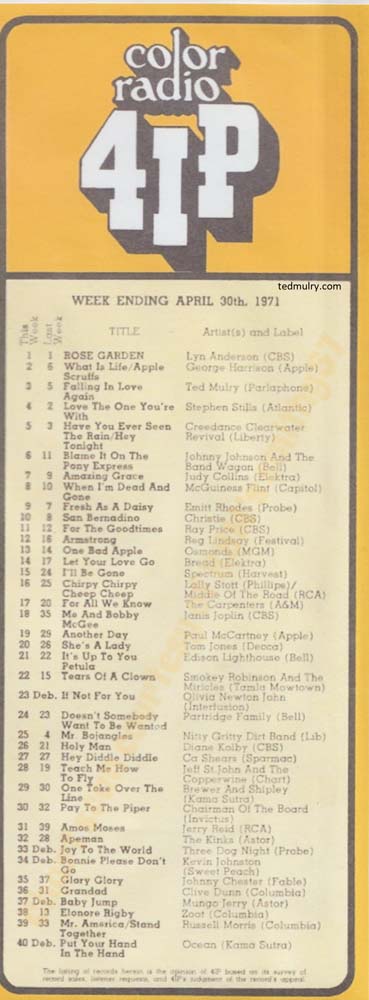 color
radio
4IP
tedmulry.com
WEEK ENDING APRIL 30th, 1971
This Week Last Week TITLE - Artist(s) and Label
1 1 ROSE GARDEN Lyn Anderson (CBS)
2 6 What Is Life/Apple George Harrison (Apple)
Scruffs
3 5 Falling In Love Ted Mulry (Parlaphone)
Again
4 2 Love The One You're Stephen Stills (Atlantic)
With
5 3 Have You Ever Seen Creedance Clearwater
The Rain/Hey Revival (Liberty)
Tonight
6 11 Blame It On The Johnny Johnson And The
Pony Express Band Wagon (Bell)
7 9 Amazing Grace Judy Collins (Elektra)
8 10 When I'm Dead And McGuiness Flint (Capitol)
Gone
9 7 Fresh As A Daisy Emitt Rhodes (Probe)
10 8 San Bernadino Christie (CBS)
11 12 For The Goodtimes Ray Price (CBS)
12 16 Armstrong Reg Lindsay (Festival)
13 14 One Bad Apple Osmonds (MGM)
14 17 Let Your Love Go Bread (Elektra)
15 24 I'll Be Gone Spectrum (Harvest)
16 25 Chirpy Chirpy Lally Stott (Phillips)/
Cheep Cheep Middle Of The Road (RCA)
17 20 For All We Know The Carpenters (A&M)
18 35 Me And Bobby Janis Joplin (CBS)
McGee
19 29 Another Day Paul McCartney (Apple)
20 26 She's A Lady Tom Jones (Decca)
21 22 It's Up To You Edison Lighthouse (Bell)
Petula
22 15 Tears Of A Clown Smokey Robinson And The
Miricles (Tamla Mowtown)
23 Deb. If Not For You Olivia Newton John
(Interfusion)
24 23 Doesn't Somebody Partridge Family (Bell)
Want To Be Wanted
25 4 Mr. Bojangles Nitty Gritty Dirt Band (Lib)
26 21 Holy Man Diane Kolby (CBS)
27 27 Hey Diddle Diddle Ca Shears (Sparmac)
28 19 Teach Me How Jeff St.John And The
To Fly Copperwine (Chart)
29 30 One Toke Over The Brewer And Shipley
Line (Kama Sutra)
30 32 Pay To The Piper Chairman Of The Board
(Invictus)
31 39 Amos Moses Jerry Reid (RCA)
32 28 Apeman The Kinks (Astor)
33 Deb. Joy To The World Three Dog Night (Probe)
34 Deb. Bonnie Please Don't Kevin Johnston
Go (Sweet Peach)
35 37 Glory Glory Johnny Chester (Fable)
36 31 Grandad Clive Dunn (Columbia)
37 Deb. Baby Jump Mungo Jerry (Astor)
38 13 Elonore Rigby Zoot (Columbia)
39 33 Mr. America/Stand Russell Morris (Columbia)
Together
40 Deb. Put Your Hand Ocean (Kama Sutra)
In The Hand
The listing of records herein is the opinion of 4IP based on its survey of
record sales, listener requests, and 4IP's judgment of the record's appeal.